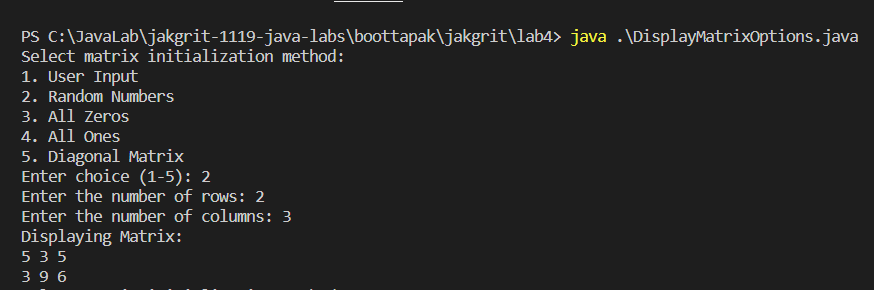 PS C:\JavaLab\jakgrit-1119-java-labs\boottapak\jakgrit\lab4> java .\DisplayMatrixOptions.java
Select matrix initialization method:
1. User Input
2. Random Numbers
3. All Zeros
4. All Ones
5. Diagonal Matrix
Enter choice (1-5): 2
Enter the number of rows: 2
Enter the number of columns: 3
Displaying Matrix:
5 3 5
3 9 6